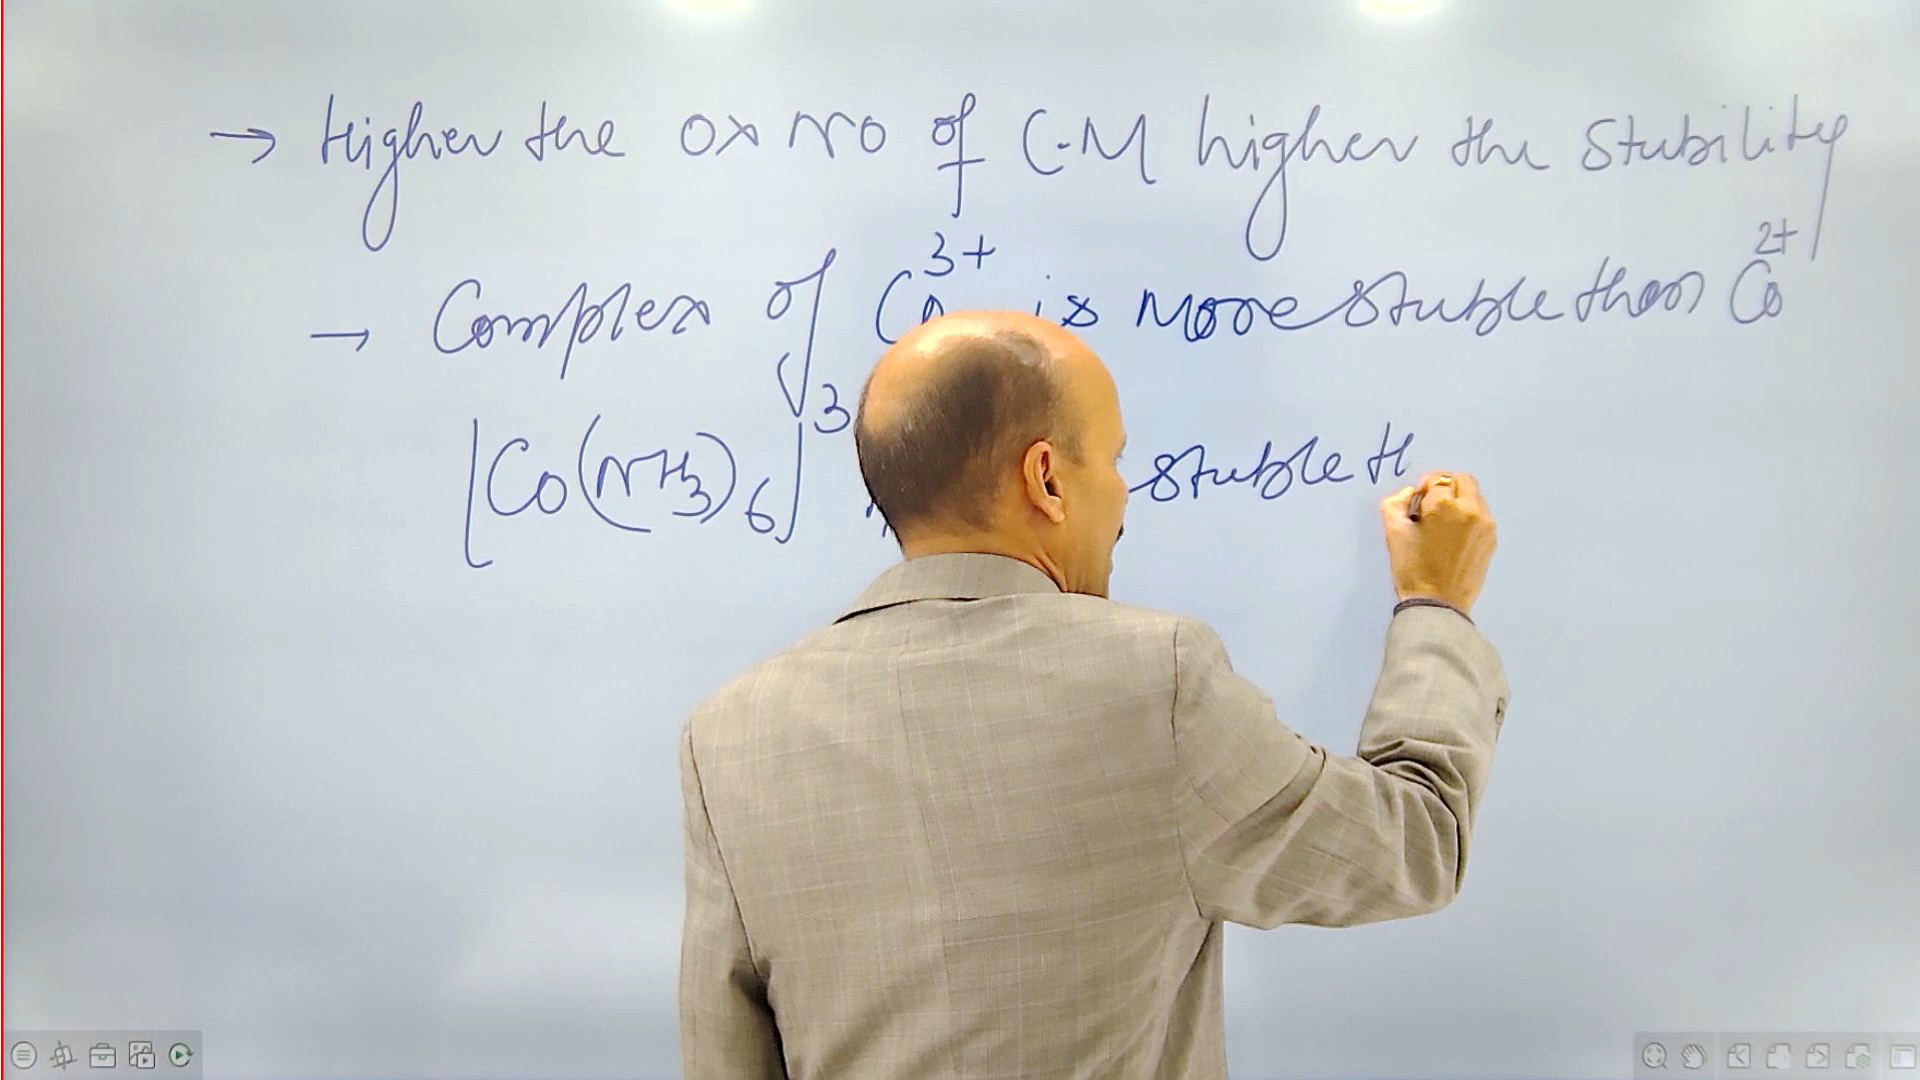 → Higher the ox no of C-M higher the stability
→ Complex of Co3+ is more stable than Co2+
[Co(NH3)6]3 stable th